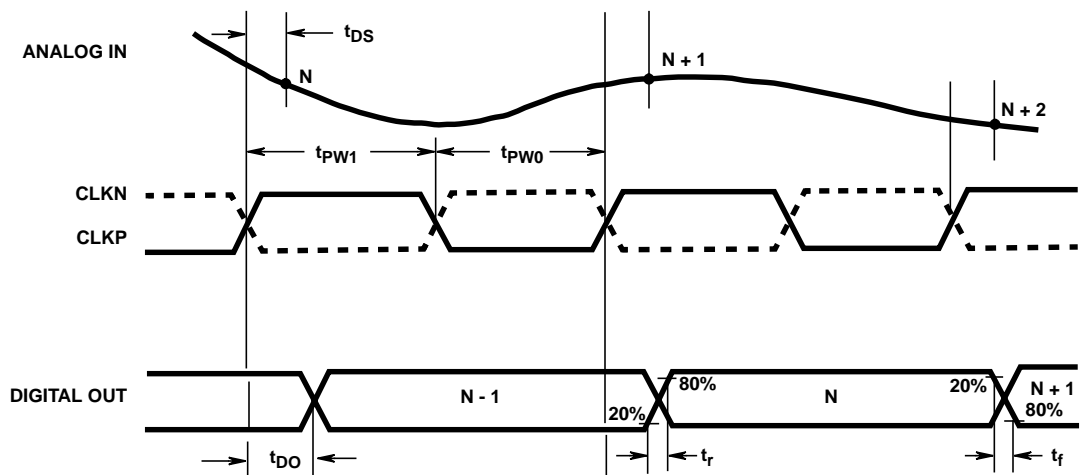 ANALOG IN
tDS
N
N + 1
N + 2
tPW1
tPW0
CLKN
CLKP
DIGITAL OUT
N - 1
20%
80%
N
20%
80%
N + 1
tDO
tr
tf